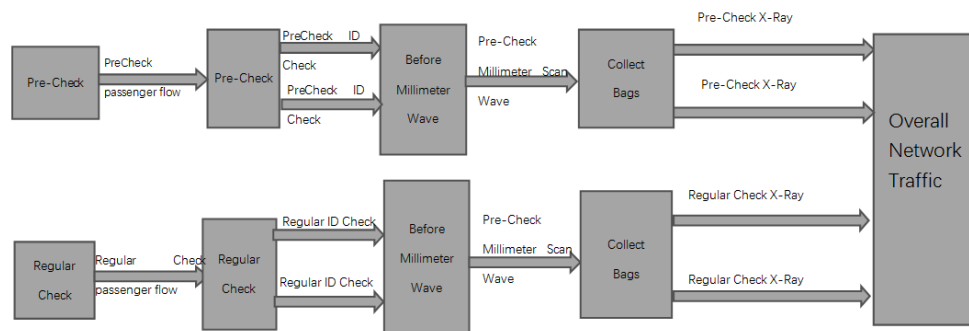 Pre-Check
PreCheck
passenger flow
Pre-Check
PreCheck ID
Check
PreCheck ID
Check
Before
Millimeter
Wave
Pre-Check
Millimeter Scan
Wave
Collect
Bags
Pre-Check X-Ray
Pre-Check X-Ray
Overall
Network
Traffic
Regular
Check
Regular Check
passenger flow
Regular
Check
Regular ID Check
Regular ID Check
Before
Millimeter
Wave
Pre-Check
Millimeter Scan
Wave
Collect
Bags
Regular Check X-Ray
Regular Check X-Ray